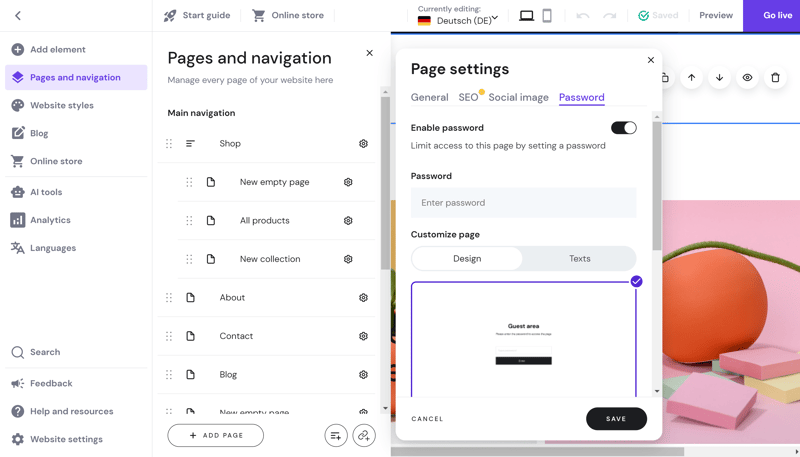 Start guide
Online store
Currently editing:
Deutsch (DE)
Saved
Preview
Go live
Add element
Pages and navigation
Website styles
Blog
Online store
AI tools
Analytics
Languages
Search
Feedback
Help and resources
Website settings
Pages and navigation
Manage every page of your website here
Main navigation
Shop
New empty page
All products
New collection
About
Contact
Blog
New empty page
+ ADD PAGE
Page settings
General SEO Social image Password
Enable password
Limit access to this page by setting a password
Password
Enter password
Customize page
Design Texts
Guest area
CANCEL
SAVE